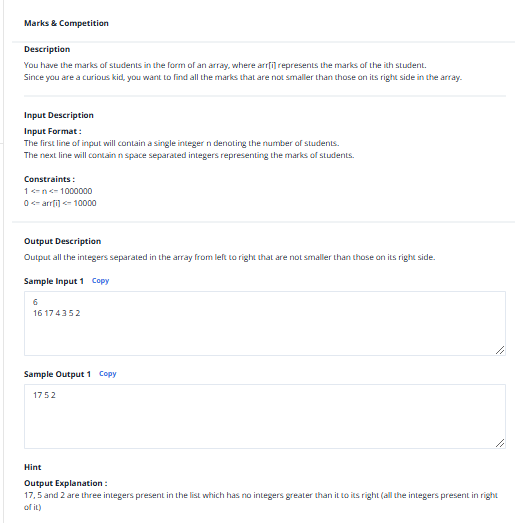 Marks & Competition
Description
You have the marks of students in the form of an array, where arr[i] represents the marks of the ith student.
Since you are a curious kid, you want to find all the marks that are not smaller than those on its right side in the array.
Input Description
Input Format :
The first line of input will contain a single integer n denoting the number of students.
The next line will contain n space separated integers representing the marks of students.
Constraints :
1 <= n <= 1000000
0 <= arr[i] <= 10000
Output Description
Output all the integers separated in the array from left to right that are not smaller than those on its right side.
Sample Input 1 Copy
6
16 17 4 3 5 2
Sample Output 1 Copy
17 5 2
Hint
Output Explanation :
17, 5 and 2 are three integers present in the list which has no integers greater than it to its right (all the integers present in right
of it)